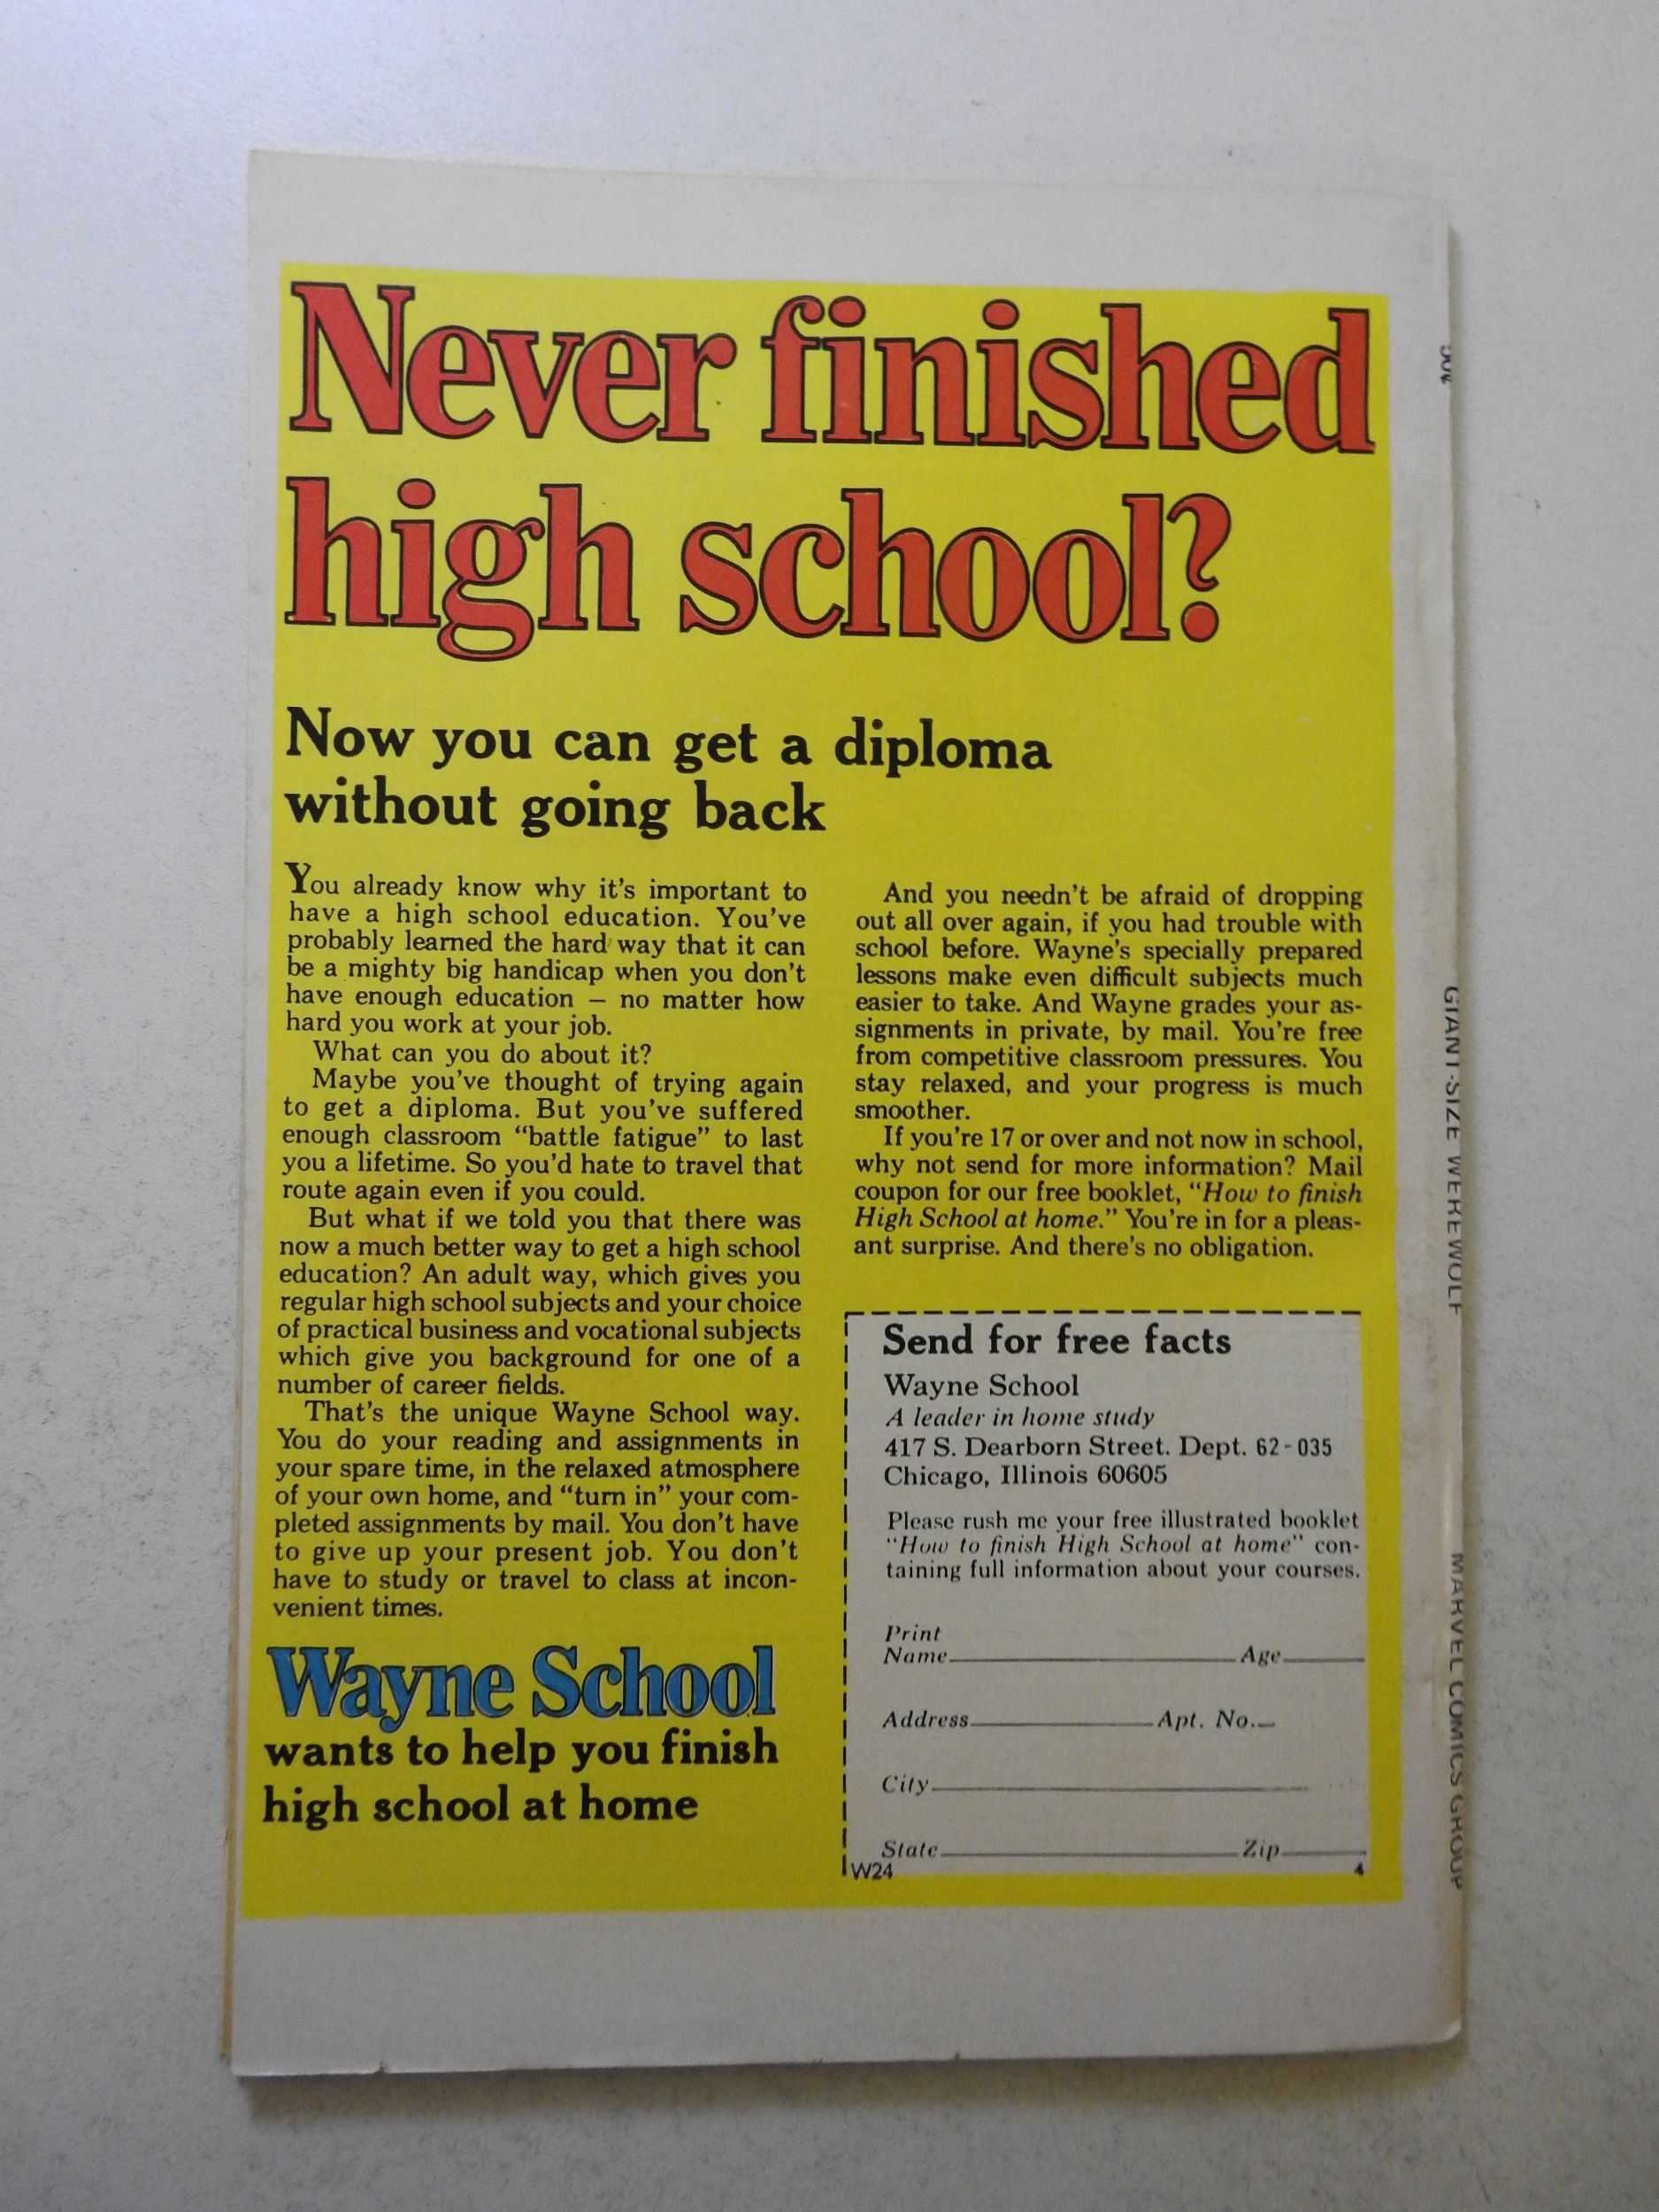 Never finished
high school?
Now you can get a diploma
without going back
You already know why it's important to
have a high school education. You've
probably learned the hard way that it can
be a mighty big handicap when you don't
have enough education – no matter how
hard you work at your job.
What can you do about it?
Maybe you've thought of trying again
to get a diploma. But you've suffered
enough classroom "battle fatigue" to last
you a lifetime. So you'd hate to travel that
route again even if you could.
But what if we told you that there was
now a much better way to get a high school
education? An adult way, which gives you
regular high school subjects and your choice
of practical business and vocational subjects
which give you background for one of a
number of career fields.
That's the unique Wayne School way.
You do your reading and assignments in
your spare time, in the relaxed atmosphere
of your own home, and "turn in" your com-
pleted assignments by mail. You don't have
to give up your present job. You don't
have to study or travel to class at incon-
venient times.
Wayne School
wants to help you finish
high school at home
And you needn't be afraid of dropping
out all over again, if you had trouble with
school before. Wayne's specially prepared
lessons make even difficult subjects much
easier to take. And Wayne grades your as-
signments in private, by mail. You're free
from competitive classroom pressures. You
stay relaxed, and your progress is much
smoother.
If you're 17 or over and not now in school,
why not send for more information? Mail
coupon for our free booklet, "How to finish
High School at home." You're in for a pleas-
ant surprise. And there's no obligation.
Send for free facts
Wayne School
A leader in home study
417 S. Dearborn Street. Dept. 62-035
Chicago, Illinois 60605
Please rush me your free illustrated booklet
"How to finish High School at home" con-
taining full information about your courses.
Print
Name Age
Address Apt. No.
City
State Zip
W24 4
GIANT-SIZE WEREWOLF
MARVEL COMICS GROUP